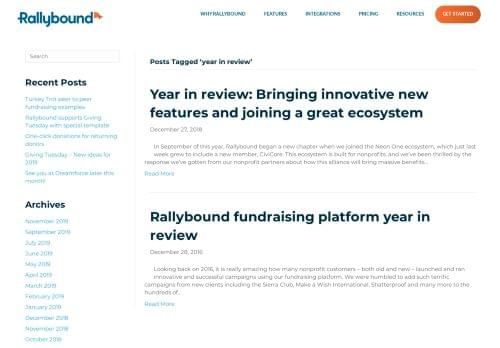 Rallybound
WHY RALLYBOUND
FEATURES
INTEGRATIONS
PRICING
RESOURCES
GET STARTED
Search
Recent Posts
Turkey Trot peer to peer
fundraising examples
Rallybound supports Giving
Tuesday with special template
One-click donations for returning
donors
Giving Tuesday – New ideas for
2019
See you at Dreamforce later this
month!
Archives
November 2019
September 2019
July 2019
June 2019
May 2019
April 2019
March 2019
February 2019
January 2019
December 2018
November 2018
October 2018
Posts Tagged ‘year in review’
Year in review: Bringing innovative new
features and joining a great ecosystem
December 27, 2018
In September of this year, Rallybound began a new chapter when we joined the Neon One ecosystem, which just last
week grew to include a new member, CiviCore. This ecosystem is built for nonprofits and we've been thrilled by the
response we've gotten from our nonprofit partners about how this alliance will bring massive benefits...
Read More
Rallybound fundraising platform year in
review
December 28, 2016
Looking back on 2016, it is really amazing how many nonprofit customers – both old and new – launched and ran
innovative and successful campaigns using our fundraising platform. We were humbled to add such terrific
campaigns from new clients including the Sierra Club, Make a Wish International, Shatterproof and many more to the
hundreds of...
Read More